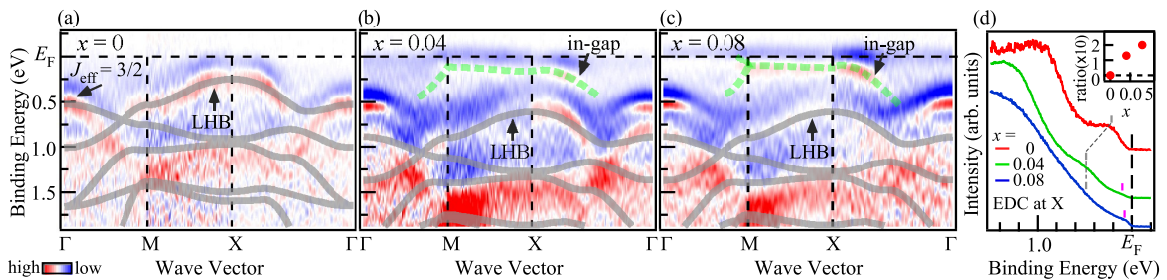 (a)
(b)
(c)
(d)
x = 0
x = 0.04
x = 0.08
in-gap
in-gap
E_F
J_eff = 3/2
0.5
1.0
1.5
Binding Energy (eV)
LHB
LHB
LHB
Γ M X Γ
Γ M X Γ
Γ M X Γ
high low
Wave Vector
Wave Vector
Wave Vector
Intensity (arb. units)
ratio(x10)
2
1
0
0 0.05
x
x =
0
0.04
0.08
EDC at X
1.0 E_F
Binding Energy (eV)